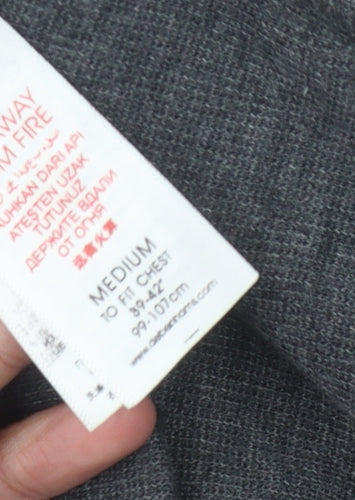 AWAY
M FIRE
UHKAN DARI API
ATEŞTEN UZAK
TUTUNUZ
ДЕРЖИТЕ ВДАЛИ
ОТ ОГНЯ
MEDIUM
TO FIT CHEST
39-42"
99-107cm
www.debenhams.com